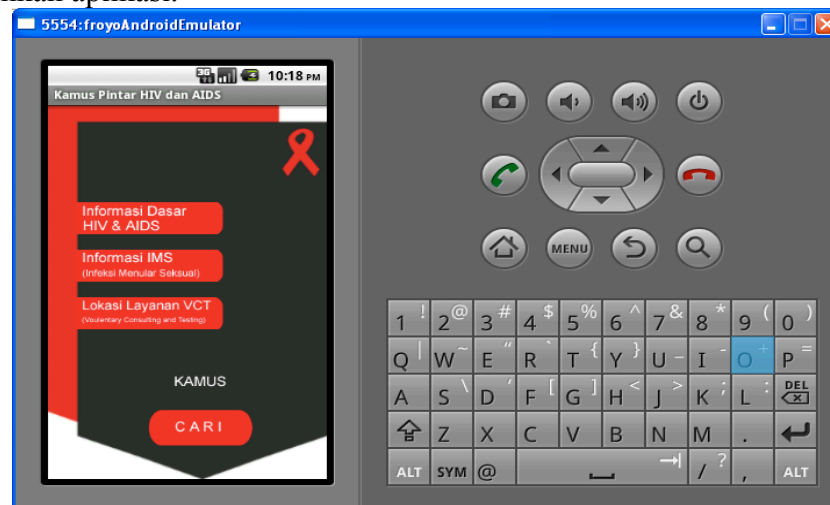 5554:froyoAndroidEmulator
3G 10:18 PM
Kamus Pintar HIV dan AIDS
Informasi Dasar
HIV & AIDS
Informasi IMS
(Infeksi Menular Seksual)
Lokasi Layanan VCT
(Voulentary Consulting and Testing)
KAMUS
CARI
MENU
1 ! 2 @ 3 # 4 $ 5 % 6 ^ 7 & 8 * 9 ( 0 )
Q | W ~ E " R ` T { Y } U - I - O + P =
A S \ D ' F [ G ] H < J > K ; L : DEL
Z X C V B N M .
ALT SYM @ / ? , ALT